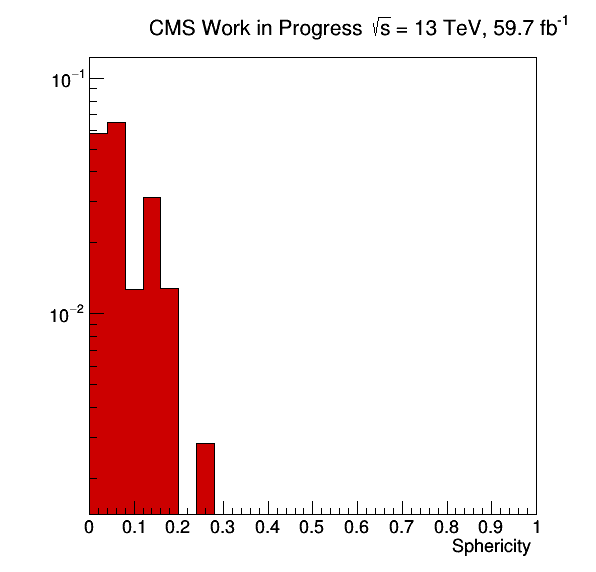 CMS Work in Progress √s = 13 TeV, 59.7 fb⁻¹
10⁻¹
10⁻²
0 0.1 0.2 0.3 0.4 0.5 0.6 0.7 0.8 0.9 1
Sphericity